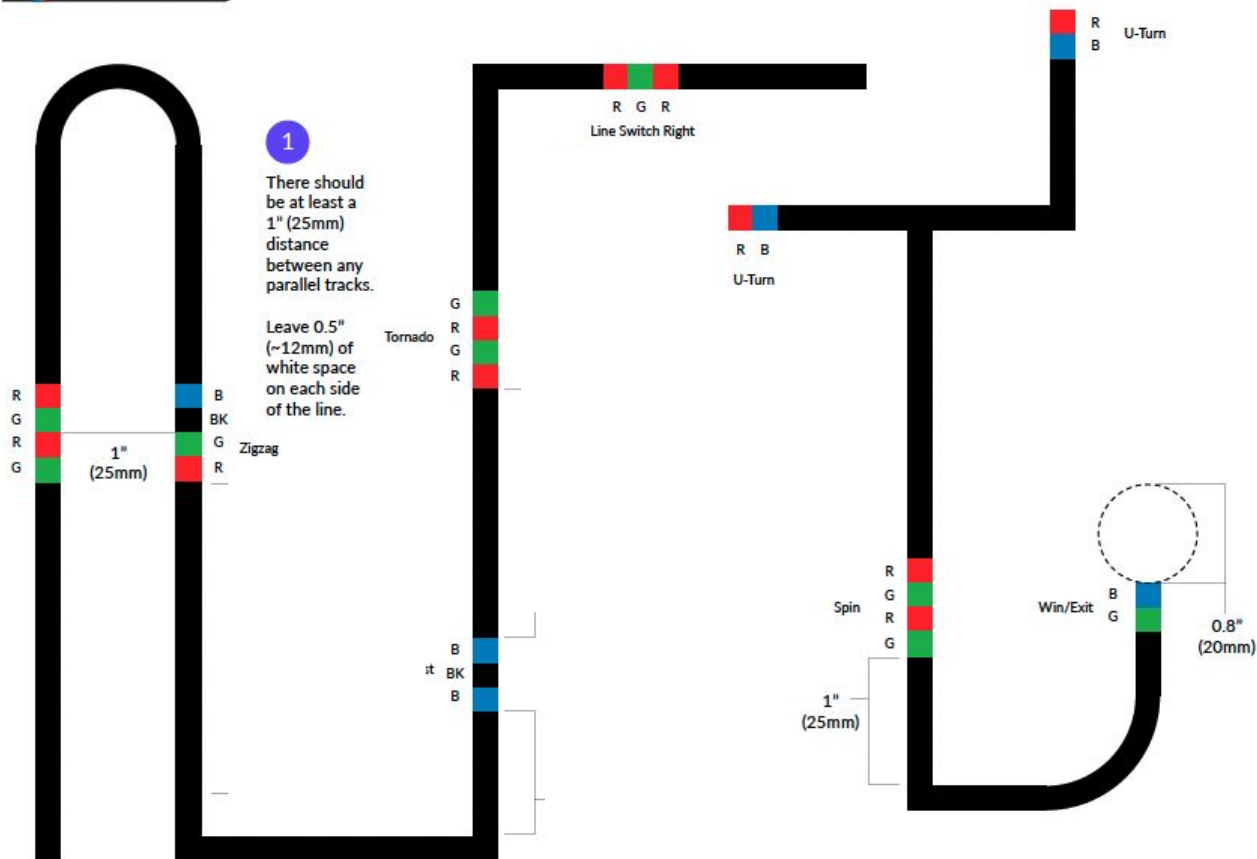 R
B
U-Turn
R G R
Line Switch Right
1
There should
be at least a
1" (25mm)
distance
between any
parallel tracks.
Leave 0.5"
(~12mm) of
white space
on each side
of the line.
R B
U-Turn
Tornado
G
R
G
R
R
G
R
G
1"
(25mm)
B
BK
G
R
Zigzag
B
BK
B
Spin
R
G
R
G
1"
(25mm)
Win/Exit
B
G
0.8"
(20mm)